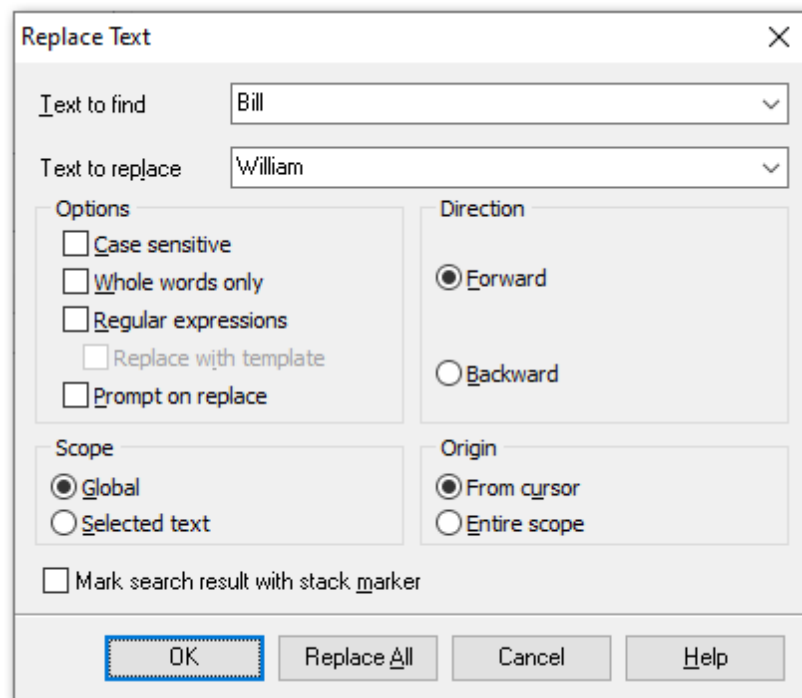 Replace Text
Text to find
Bill
Text to replace
William
Options
Case sensitive
Whole words only
Regular expressions
Replace with template
Prompt on replace
Direction
Forward
Backward
Scope
Global
Selected text
Origin
From cursor
Entire scope
Mark search result with stack marker
OK
Replace All
Cancel
Help